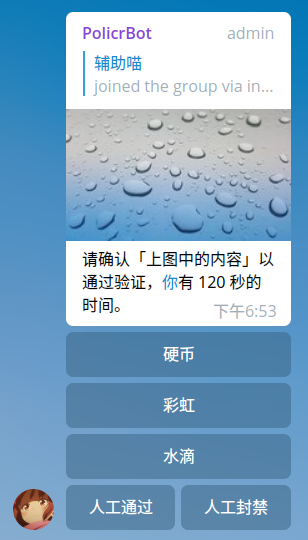 PolicrBot admin
辅助喵
joined the group via in...
请确认「上图中的内容」以
通过验证，你有 120 秒的
时间。
下午6:53
硬币
彩虹
水滴
人工通过 人工封禁